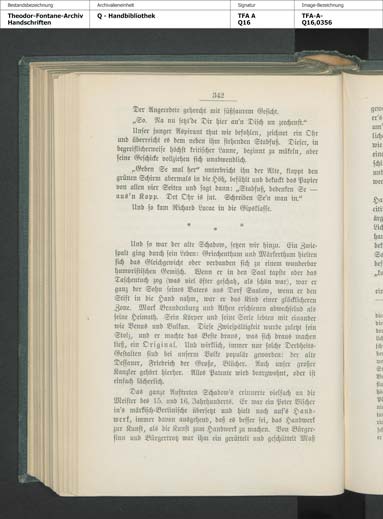 Bestandsbezeichnung
Archivalieneinheit
Signatur
Image-Bezeichnung
Theodor-Fontane-Archiv
Handschriften
Q - Handbibliothek
TFA A
Q16
TFA-A-
Q16,0356
342
Der Angeredete gehorcht mit süßsaurem Gesicht.
„So. Na nu setz'de Dir hier an'n Disch un zeechenst.“
Unser junger Aspirant thut wie befohlen, zeichnet ein Ohr
und überreicht es dem neben ihm stehenden Studfuß. Dieser, in
begreiflicherweise höchst kritischer Laune, beginnt zu mäkeln, aber
seine Geschicke vollziehen sich unabwendlich.
„Geben Se mal her“ unterbricht ihn der Alte, klappt den
grünen Schirm abermals in die Höh, besieht und bekuckt das Papier
von allen vier Seiten und sagt dann: „Studfuß, bedenken Se —
aus'n Kopp. Det Ohr is jut. Schreiben Se'n man in.“
Und so kam Richard Lucae in die Gipsklasse.
* * *
Und so war der alte Schadow, setzen wir hinzu. Ein Zwie-
spalt ging durch sein Leben: Griechenthum und Märkerthum hielten
sich das Gleichgewicht oder verbanden sich zu einem wunderbar
humoristischen Gemisch. Wenn er in den Saal tapste oder das
Taschentuch zog (was viel öfter geschah, als schön war), war er
ganz der Sohn seines Vaters aus Dorf Saalow, wenn er den
Stift in die Hand nahm, war er das Kind einer glücklicheren
Zone. Mark Brandenburg und Athen erschienen abwechselnd als
seine Heimath. Sein Körper und seine Seele lebten mit einander
wie Venus und Vulkan. Diese Zwiespältigkeit wurde zuletzt sein
Stolz, und er machte das Beste draus, was sich draus machen
ließ, ein Original. Und wirklich, immer nur solche Derbheits-
Gestalten sind bei unsrem Volke populär geworden: der alte
Dessauer, Friedrich der Große, Blücher. Auch unser großer
Kanzler gehört hierher. Alles Patente wird beargwohnt, oder ist
einfach lächerlich.
Das ganze Auftreten Schadow's erinnerte vielfach an die
Meister des 15. und 16. Jahrhunderts. Er war ein Peter Vischer
in's märkisch-Berlinische übersetzt und hielt noch auf's Hand-
werk, immer davon ausgehend, daß es besser sei, das Handwerk
zur Kunst, als die Kunst zum Handwerk zu machen. Von Bürger-
sinn und Bürgertrotz war ihm ein gerüttelt und geschüttelt Maß